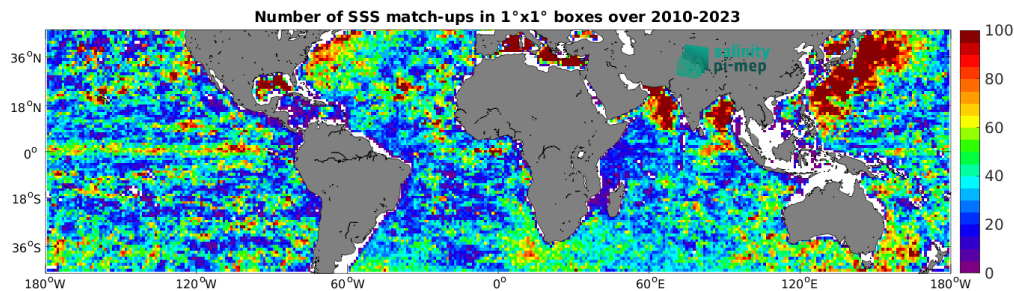 Number of SSS match-ups in 1°x1° boxes over 2010-2023
salinity
pi-mep
36°N
18°N
0°
18°S
36°S
180°W
120°W
60°W
0°
60°E
120°E
180°W
100
80
60
40
20
0